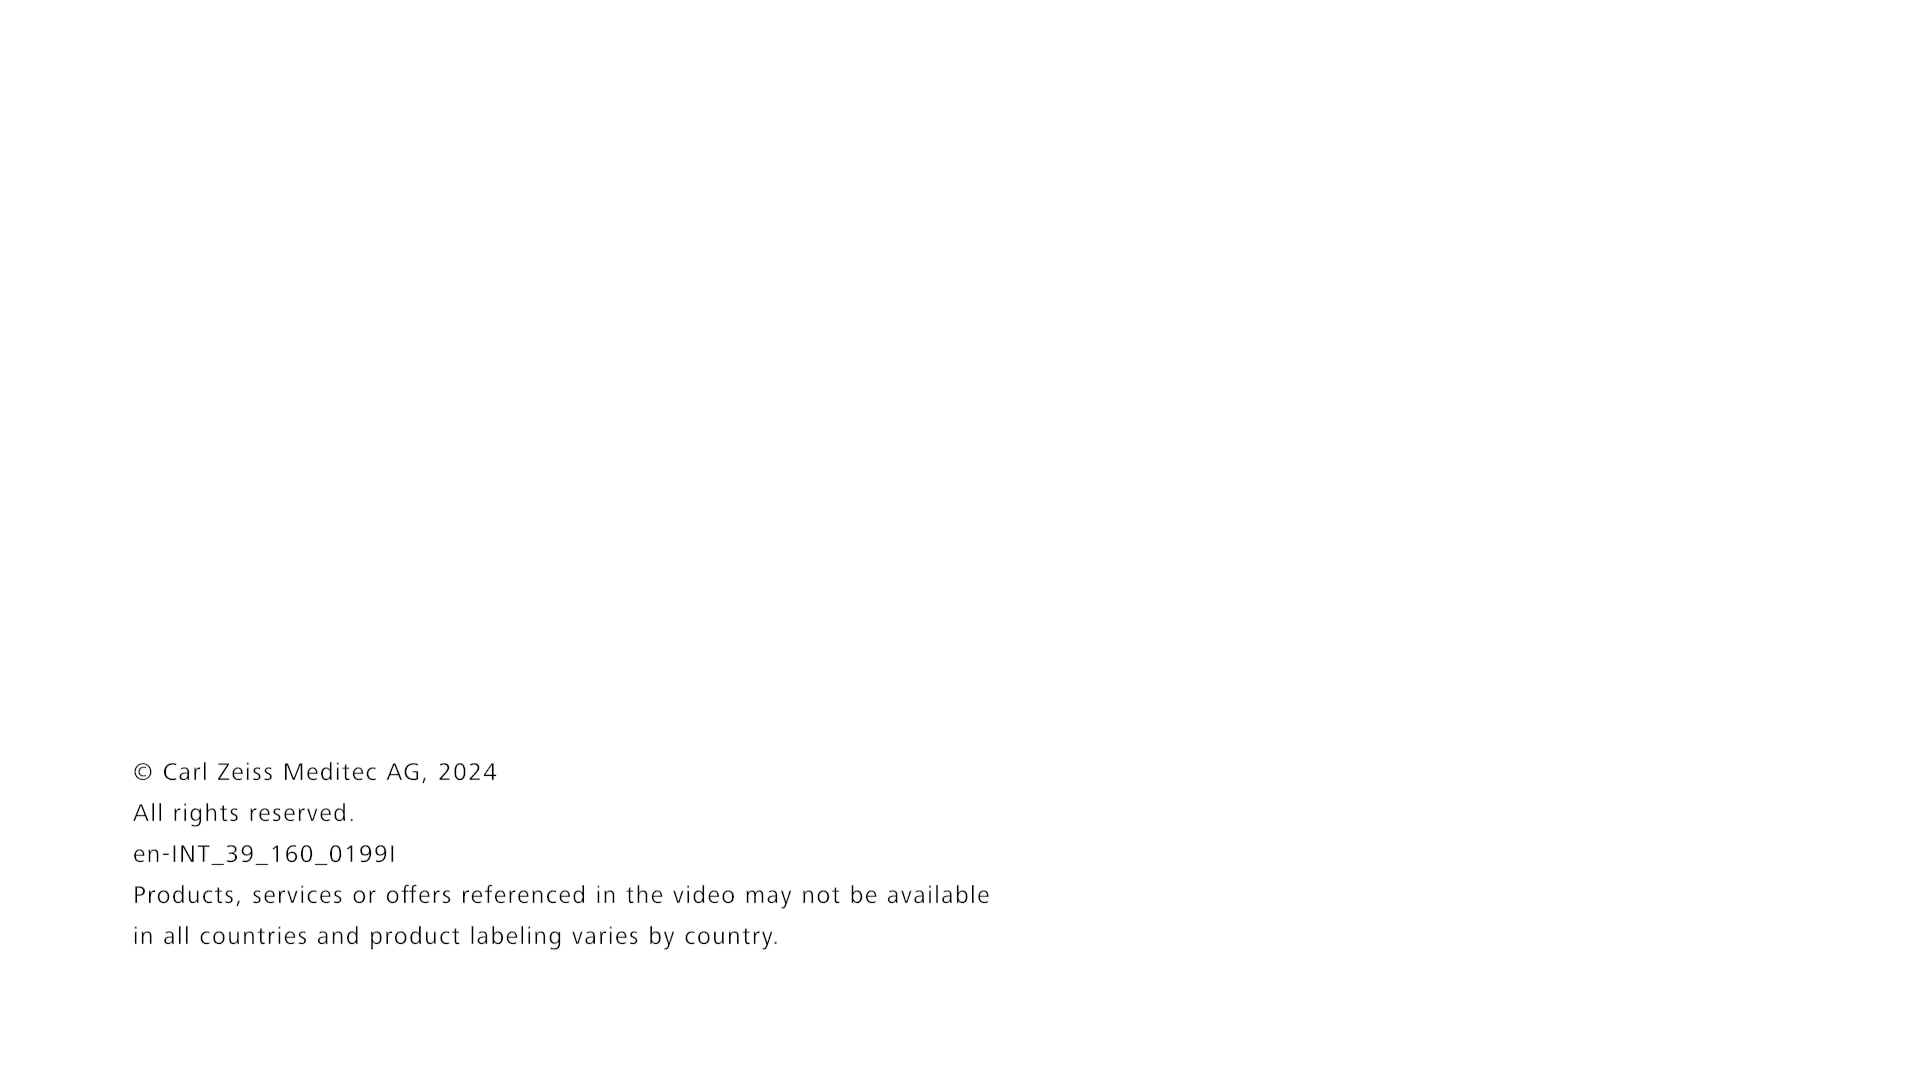 © Carl Zeiss Meditec AG, 2024
All rights reserved.
en-INT_39_160_0199I
Products, services or offers referenced in the video may not be available
in all countries and product labeling varies by country.